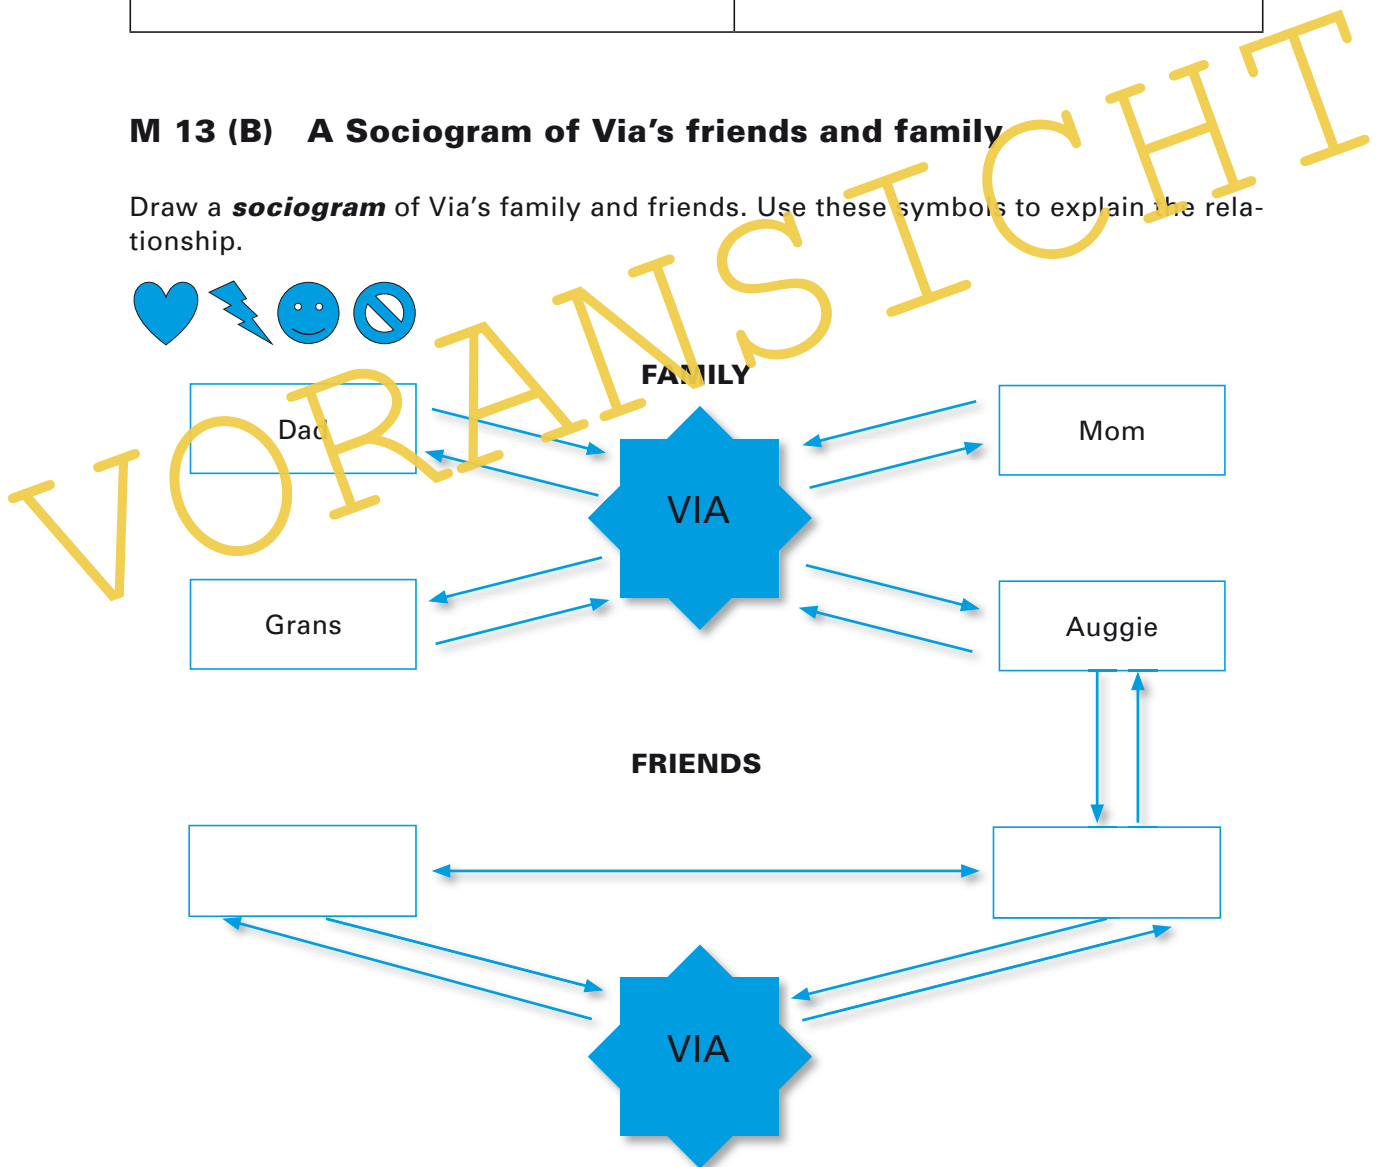 M 13 (B) A Sociogram of Via's friends and family
Draw a sociogram of Via's family and friends. Use these symbols to explain the rela-
tionship.
FAMILY
Dad
Mom
VIA
Grans
Auggie
FRIENDS
VIA
VORANSICHT